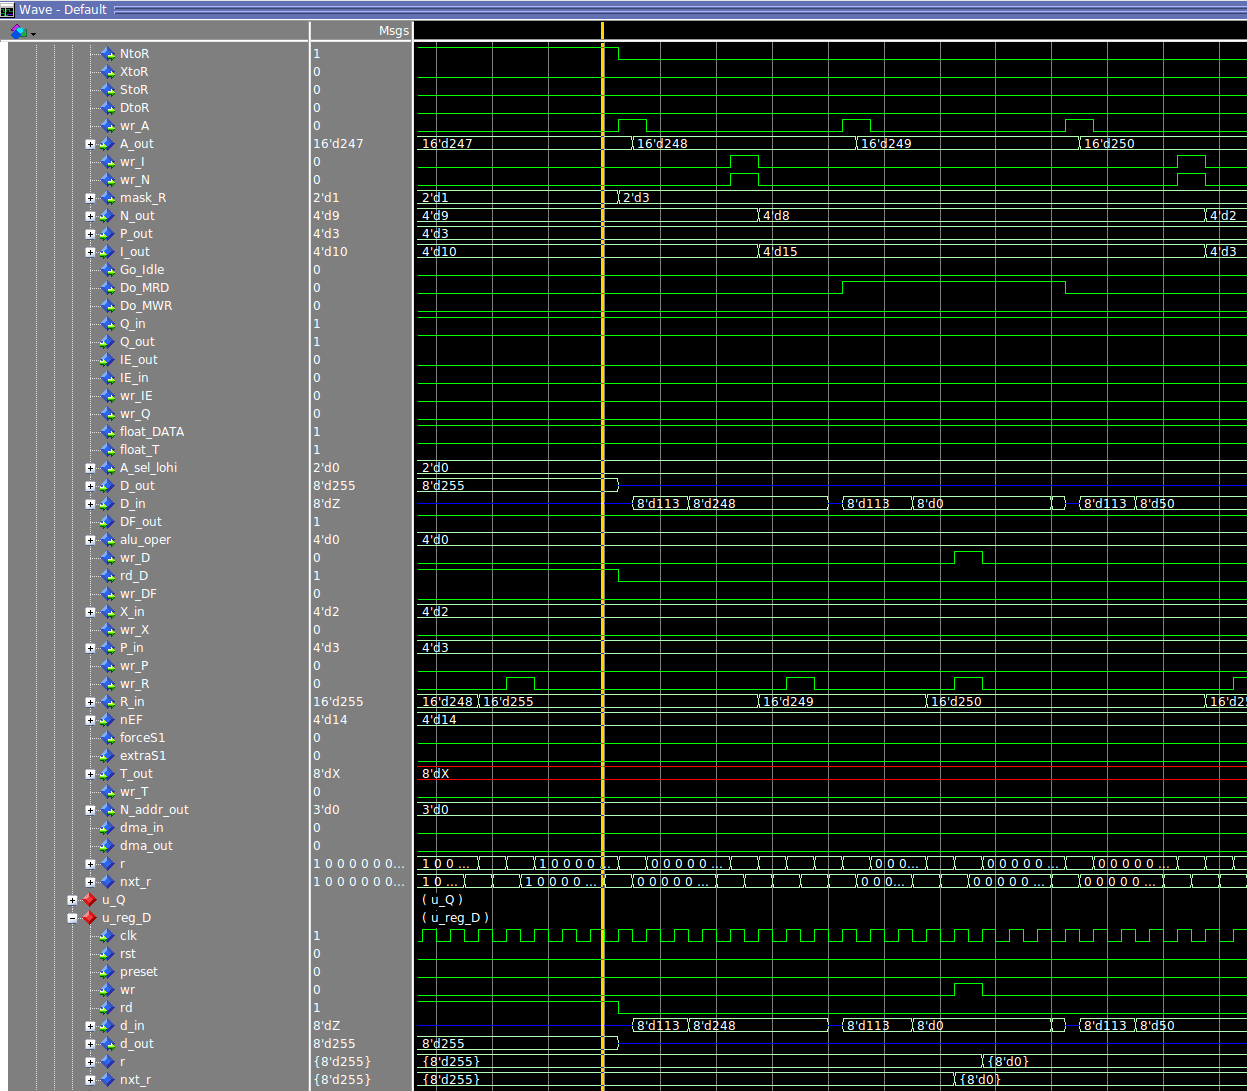 Wave - Default
Msgs
NtoR 1
XtoR 0
StoR 0
DtoR 0
wr_A 0
A_out 16'd247 16'd247 16'd248 16'd249 16'd250
wr_I 0
wr_N 0
mask_R 2'd1 2'd1 2'd3
N_out 4'd9 4'd9 4'd8 4'd2
P_out 4'd3 4'd3
I_out 4'd10 4'd10 4'd15 4'd3
Go_Idle 0
Do_MRD 0
Do_MWR 0
Q_in 1
Q_out 1
IE_out 0
IE_in 0
wr_IE 0
wr_Q 0
float_DATA 1
float_T 1
A_sel_lohi 2'd0 2'd0
D_out 8'd255 8'd255
D_in 8'dZ 8'd113 8'd248 8'd113 8'd0 8'd113 8'd50
DF_out 1
alu_oper 4'd0 4'd0
wr_D 0
rd_D 1
wr_DF 0
X_in 4'd2 4'd2
wr_X 0
P_in 4'd3 4'd3
wr_P 0
wr_R 0
R_in 16'd255 16'd248 16'd255 16'd249 16'd250
nEF 4'd14 4'd14
forceS1 0
extraS1 0
T_out 8'dX 8'dX
wr_T 0
N_addr_out 3'd0 3'd0
dma_in 0
dma_out 0
r 1 0 0 0 0 0 0... 1 0 0 ... 1 0 0 0 0 ... 0 0 0 0 0 ... 0 0 0... 0 0 0 0 0 ... 0 0 0 0 0 ...
nxt_r 1 0 0 0 0 0 0... 1 0 ... 1 0 0 0 0 ... 0 0 0 0 0 ... 0 0 0... 0 0 0 0 0 ... 0 0 0 0 0 ...
u_Q ( u_Q )
u_reg_D ( u_reg_D )
clk 1
rst 0
preset 0
wr 0
rd 1
d_in 8'dZ 8'd113 8'd248 8'd113 8'd0 8'd113 8'd50
d_out 8'd255 8'd255
r {8'd255} {8'd255} {8'd0}
nxt_r {8'd255} {8'd255} {8'd0}